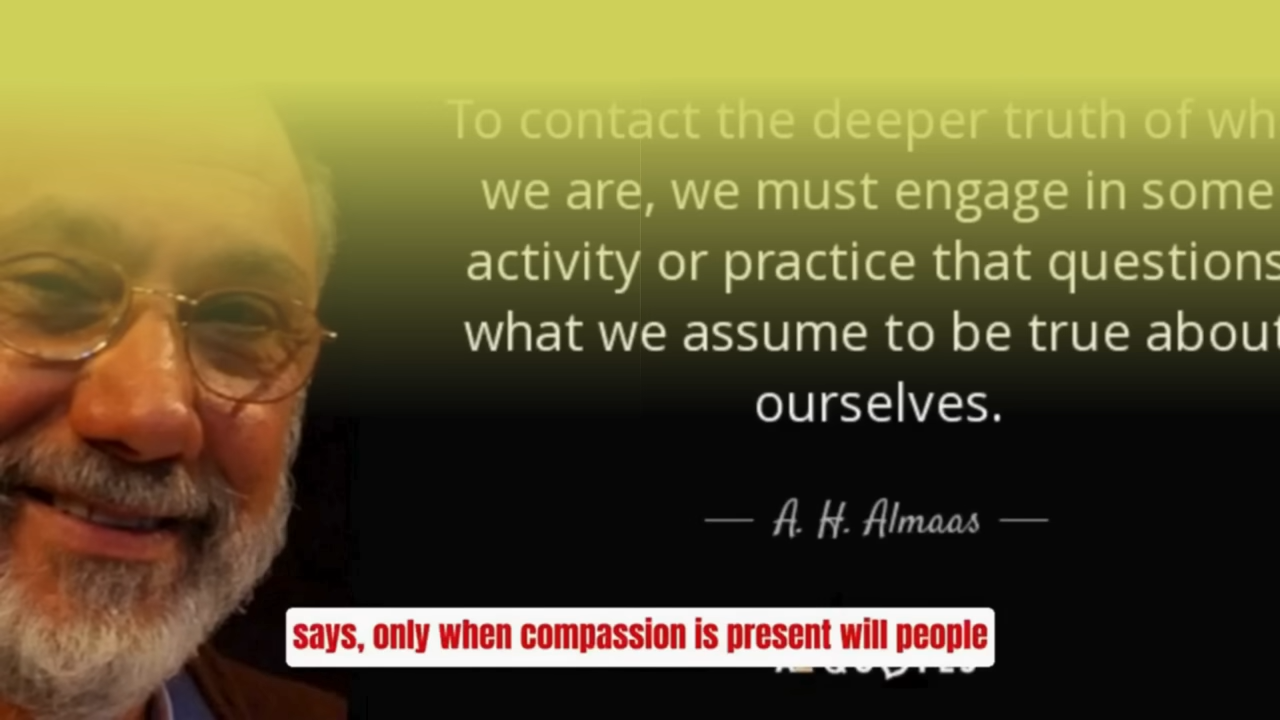 To contact the deeper truth of wh
we are, we must engage in some
activity or practice that questions
what we assume to be true about
ourselves.
A. H. Almaas
says, only when compassion is present will people